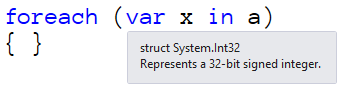 foreach (var x in a)
{ }
struct System.Int32
Represents a 32-bit signed integer.